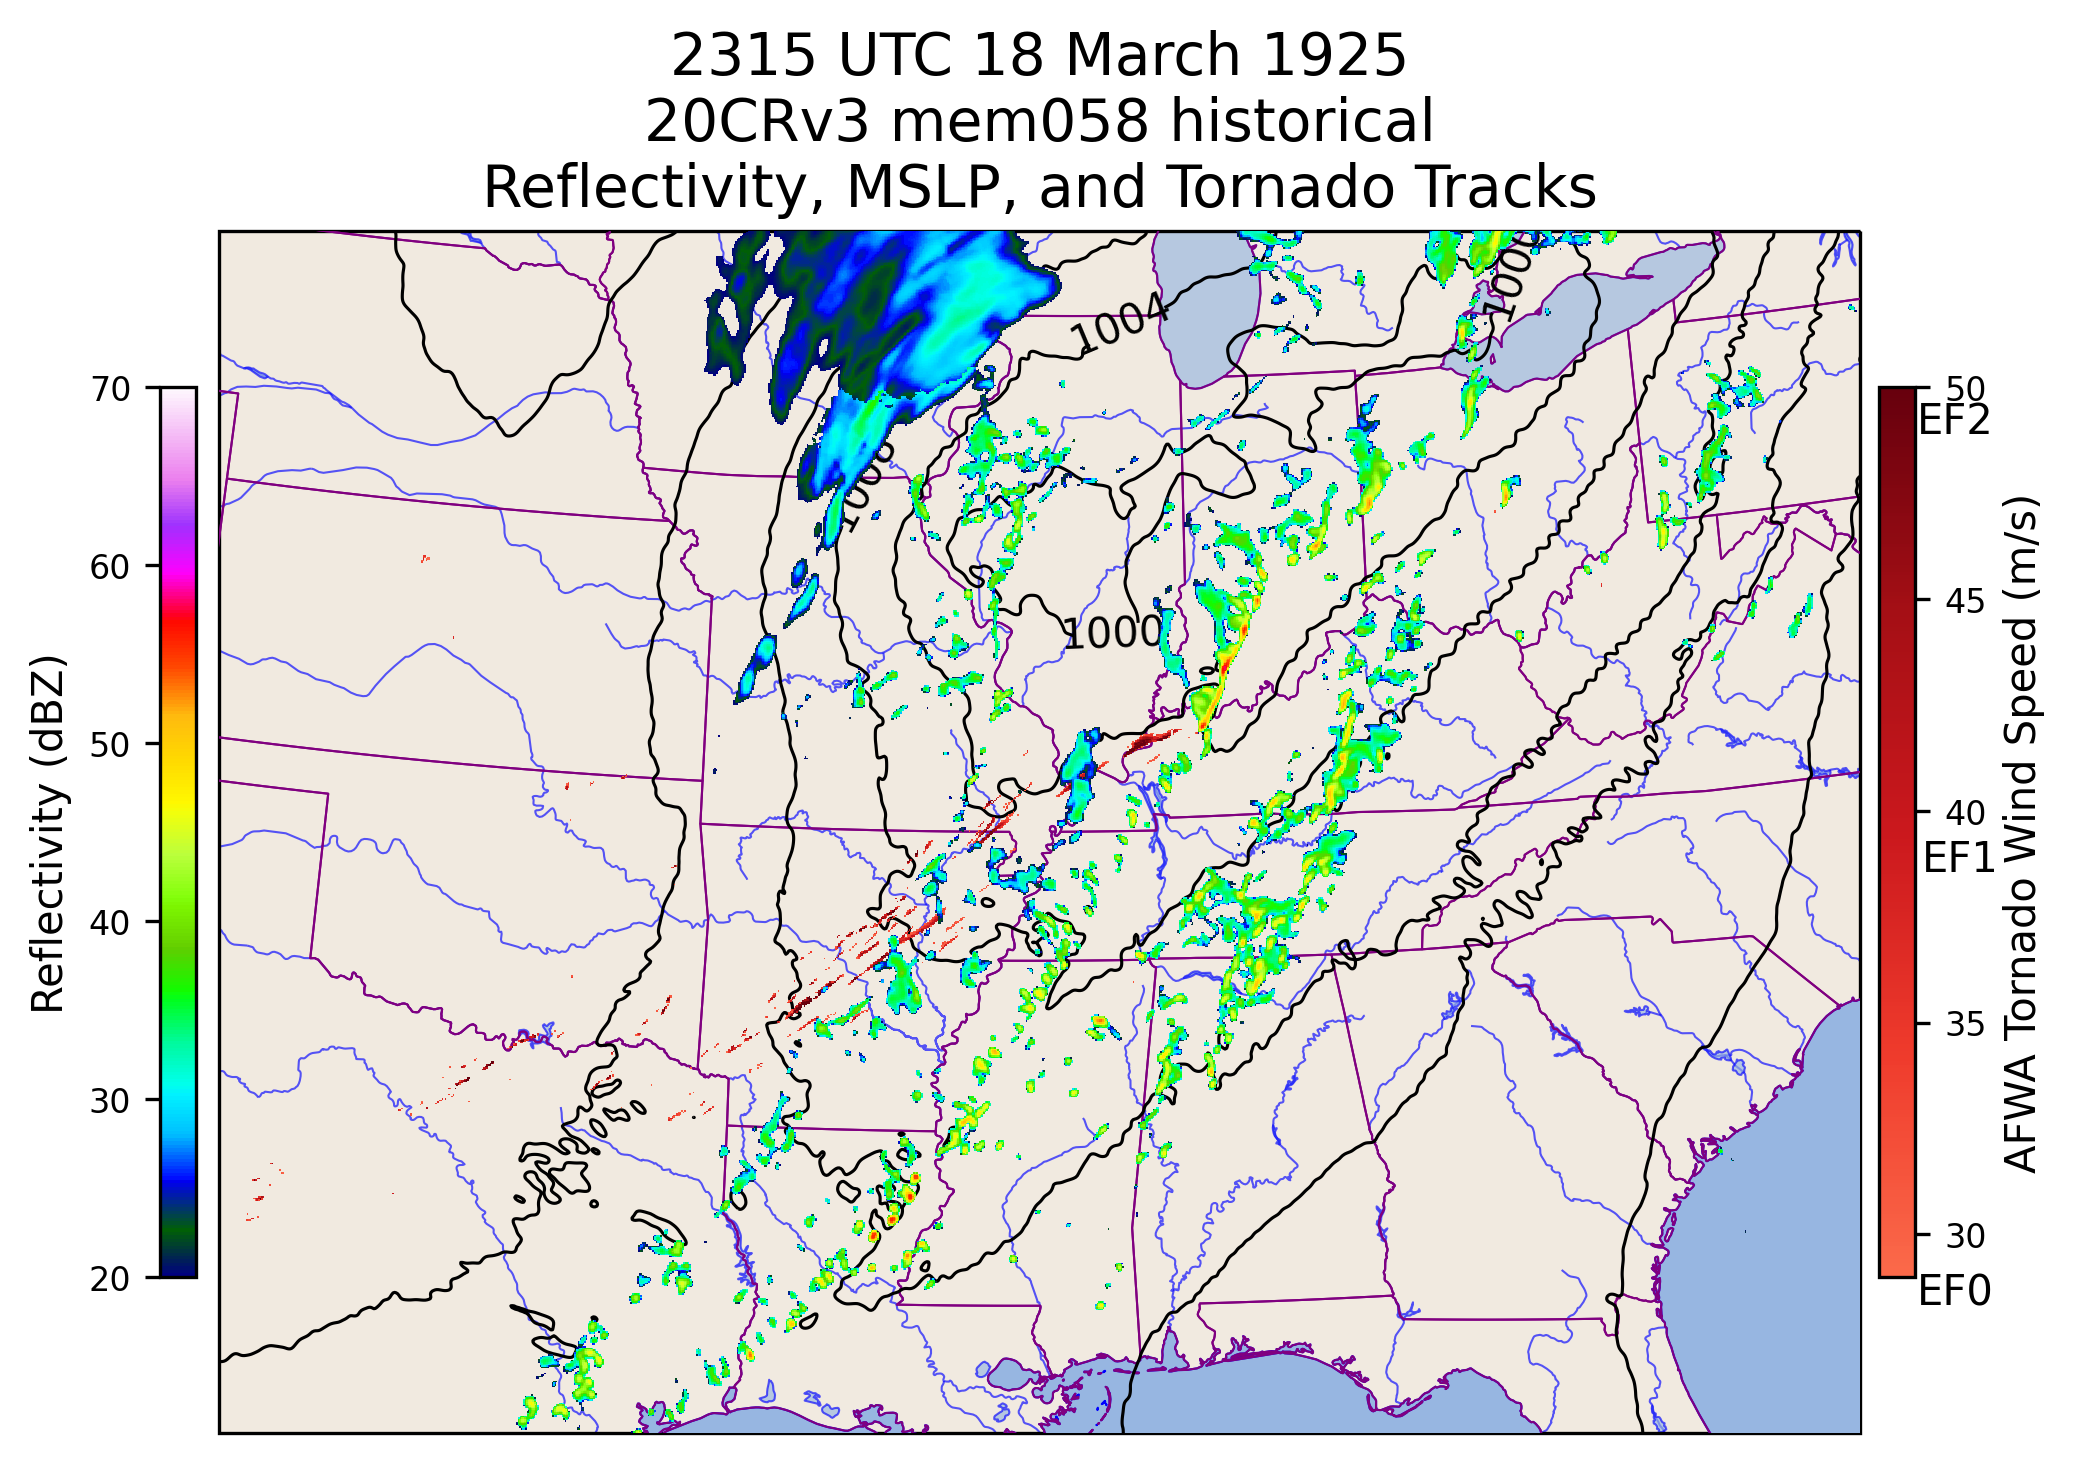 2315 UTC 18 March 1925
20CRv3 mem058 historical
Reflectivity, MSLP, and Tornado Tracks
1000
1004
1008
1000
Reflectivity (dBZ)
70
60
50
40
30
20
50
EF2
45
40
EF1
35
30
EF0
AFWA Tornado Wind Speed (m/s)